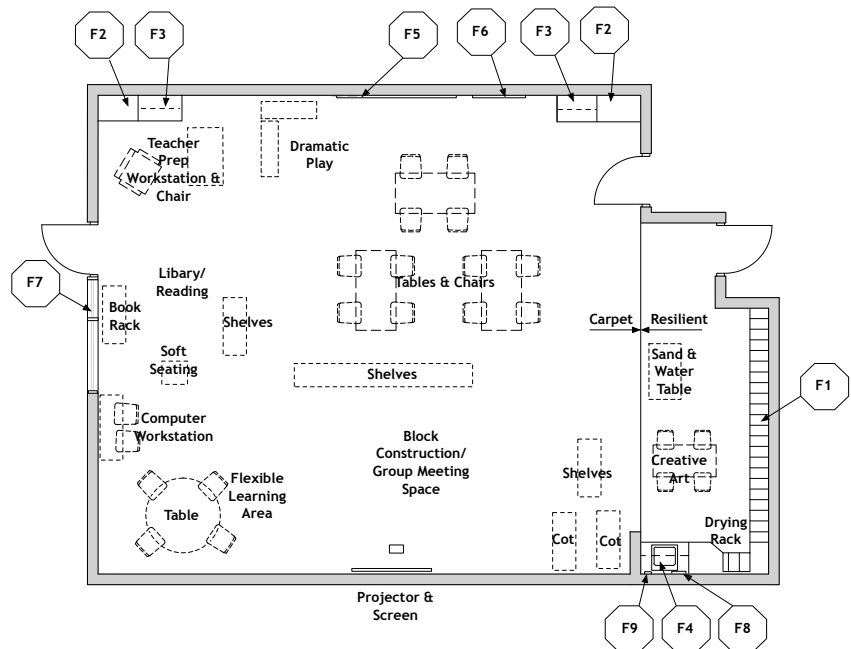 F2
F3
F5
F6
F3
F2
Teacher
Prep
Workstation &
Chair
Dramatic
Play
F7
Libary/
Reading
Tables & Chairs
Book
Rack
Shelves
Carpet
Resilient
Soft
Seating
Shelves
Sand &
Water
Table
F1
Computer
Workstation
Block
Construction/
Group Meeting
Space
Creative
Art
Flexible
Learning
Area
Shelves
Table
Drying
Rack
Cot
Cot
Projector &
Screen
F9
F4
F8